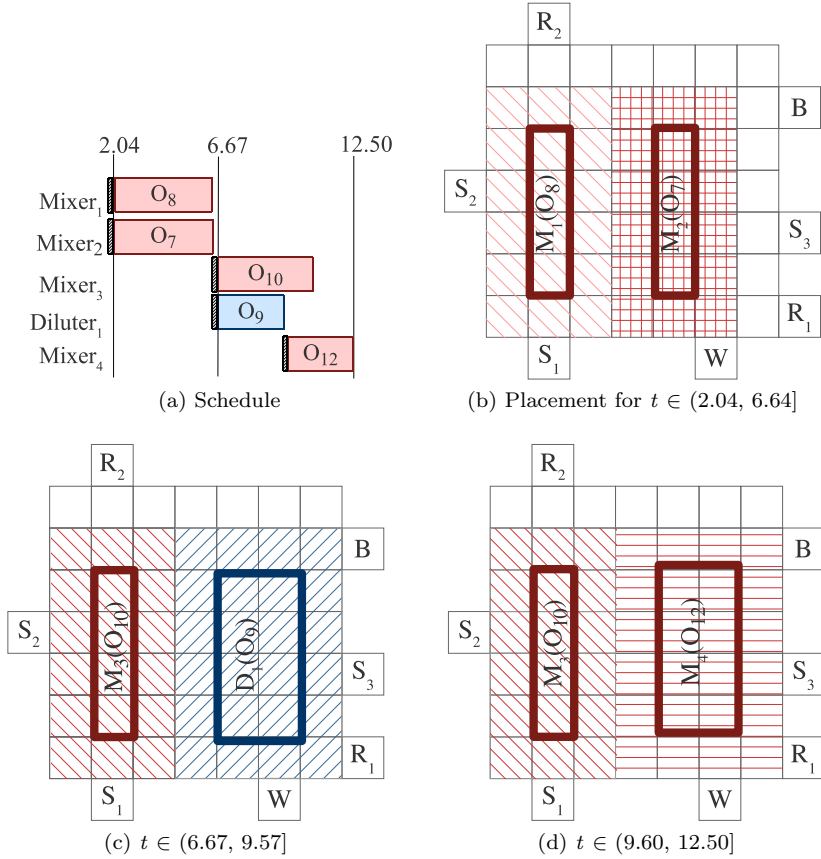 R2
2.04 6.67 12.50
B
Mixer1 O8
S2 M1(O8) M2(O7)
Mixer2 O7
S3
Mixer3 O10
Diluter1 O9
R1
Mixer4 O12
S1 W
(a) Schedule
(b) Placement for t ∈ (2.04, 6.64]
R2
R2
B
B
S2 M3(O10) D1(O9)
S2 M3(O10) M4(O12)
S3
S3
R1
R1
S1 W
S1 W
(c) t ∈ (6.67, 9.57]
(d) t ∈ (9.60, 12.50]